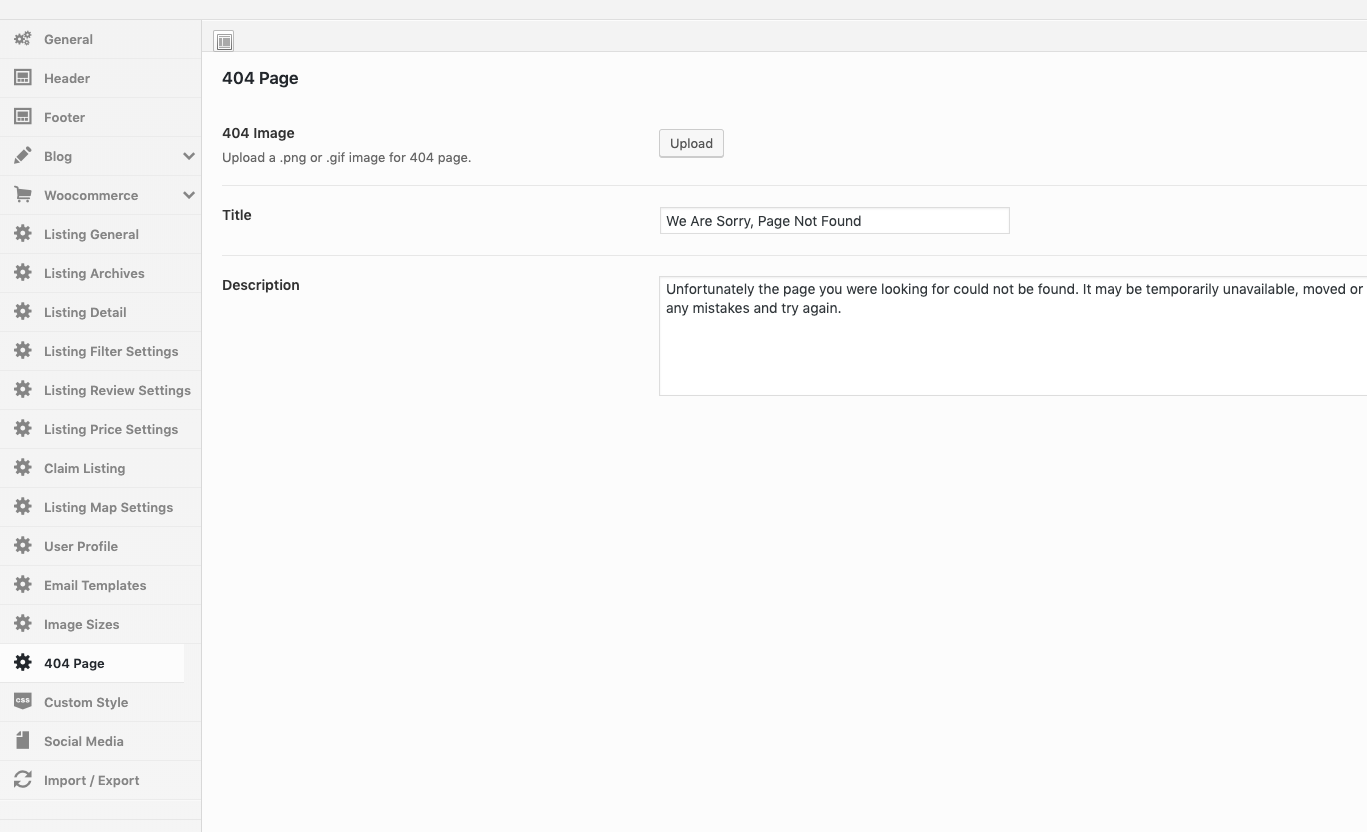 General
Header
Footer
Blog
Woocommerce
Listing General
Listing Archives
Listing Detail
Listing Filter Settings
Listing Review Settings
Listing Price Settings
Claim Listing
Listing Map Settings
User Profile
Email Templates
Image Sizes
404 Page
css
Custom Style
Social Media
Import / Export
404 Page
404 Image
Upload a .png or .gif image for 404 page.
Upload
Title
We Are Sorry, Page Not Found
Description
Unfortunately the page you were looking for could not be found. It may be temporarily unavailable, moved or
any mistakes and try again.